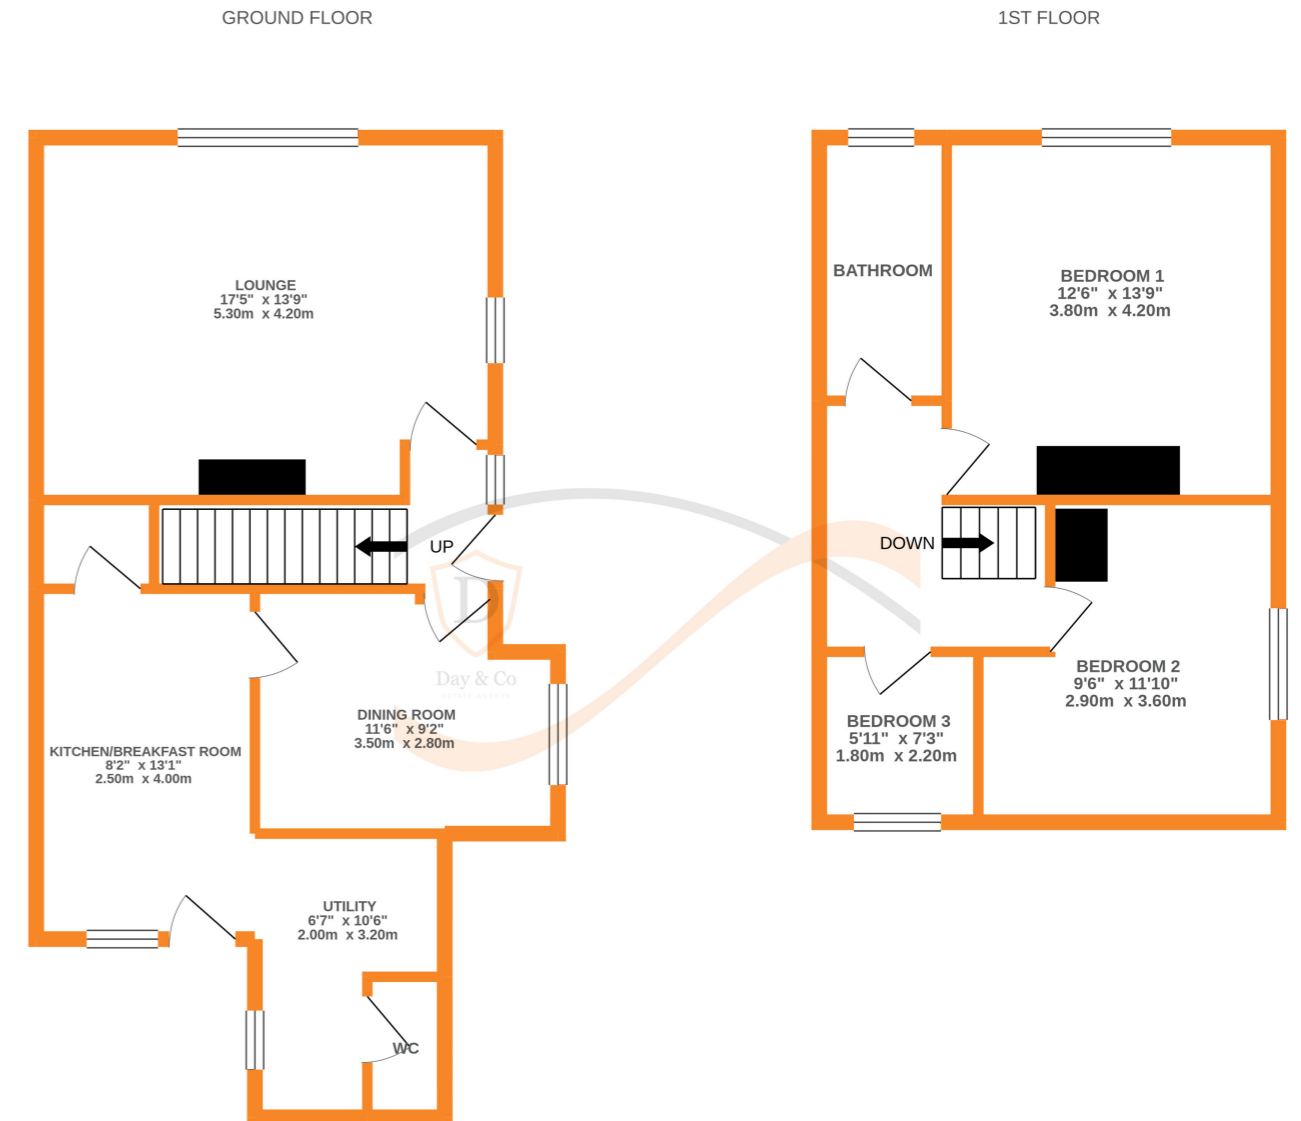 GROUND FLOOR
1ST FLOOR
LOUNGE
17'5" x 13'9"
5.30m x 4.20m
BATHROOM
BEDROOM 1
12'6" x 13'9"
3.80m x 4.20m
UP
DOWN
D
Day & Co
ESTATE AGENTS
DINING ROOM
11'6" x 9'2"
3.50m x 2.80m
KITCHEN/BREAKFAST ROOM
8'2" x 13'1"
2.50m x 4.00m
BEDROOM 2
9'6" x 11'10"
2.90m x 3.60m
BEDROOM 3
5'11" x 7'3"
1.80m x 2.20m
UTILITY
6'7" x 10'6"
2.00m x 3.20m
WC